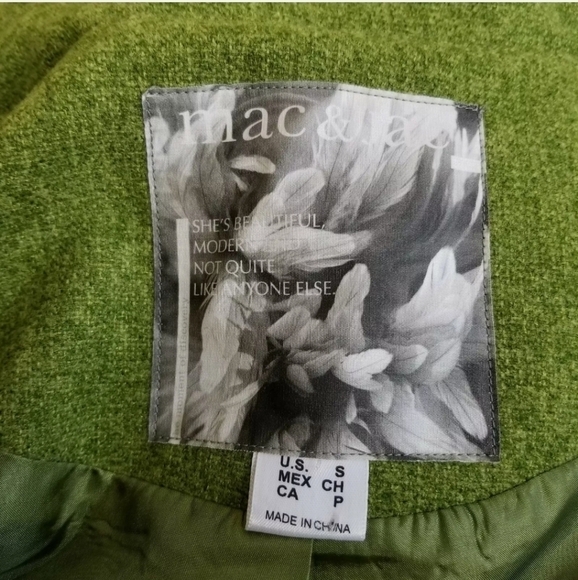 mac & jac
SHE'S BEAUTIFUL,
MODERN AND
NOT QUITE
LIKE ANYONE ELSE.
U.S. S
MEX CH
CA P
MADE IN CHINA